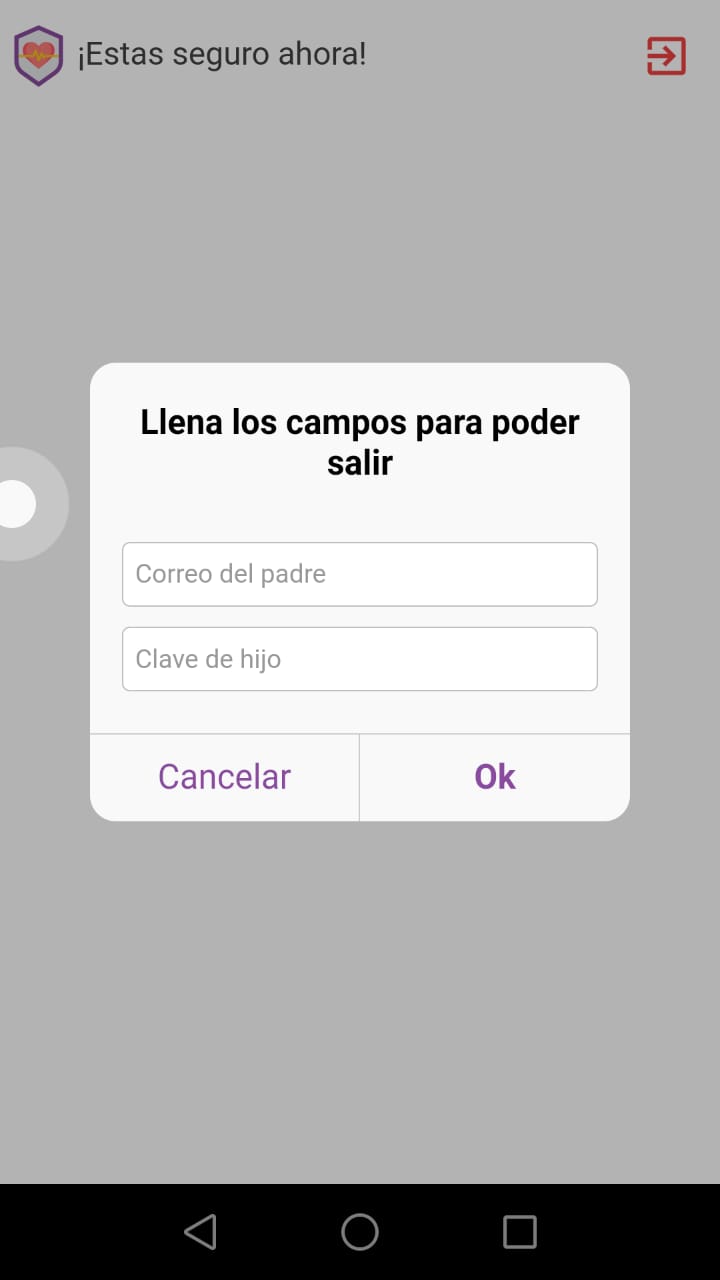 ¡Estas seguro ahora!
Llena los campos para poder
salir
Correo del padre
Clave de hijo
Cancelar
Ok